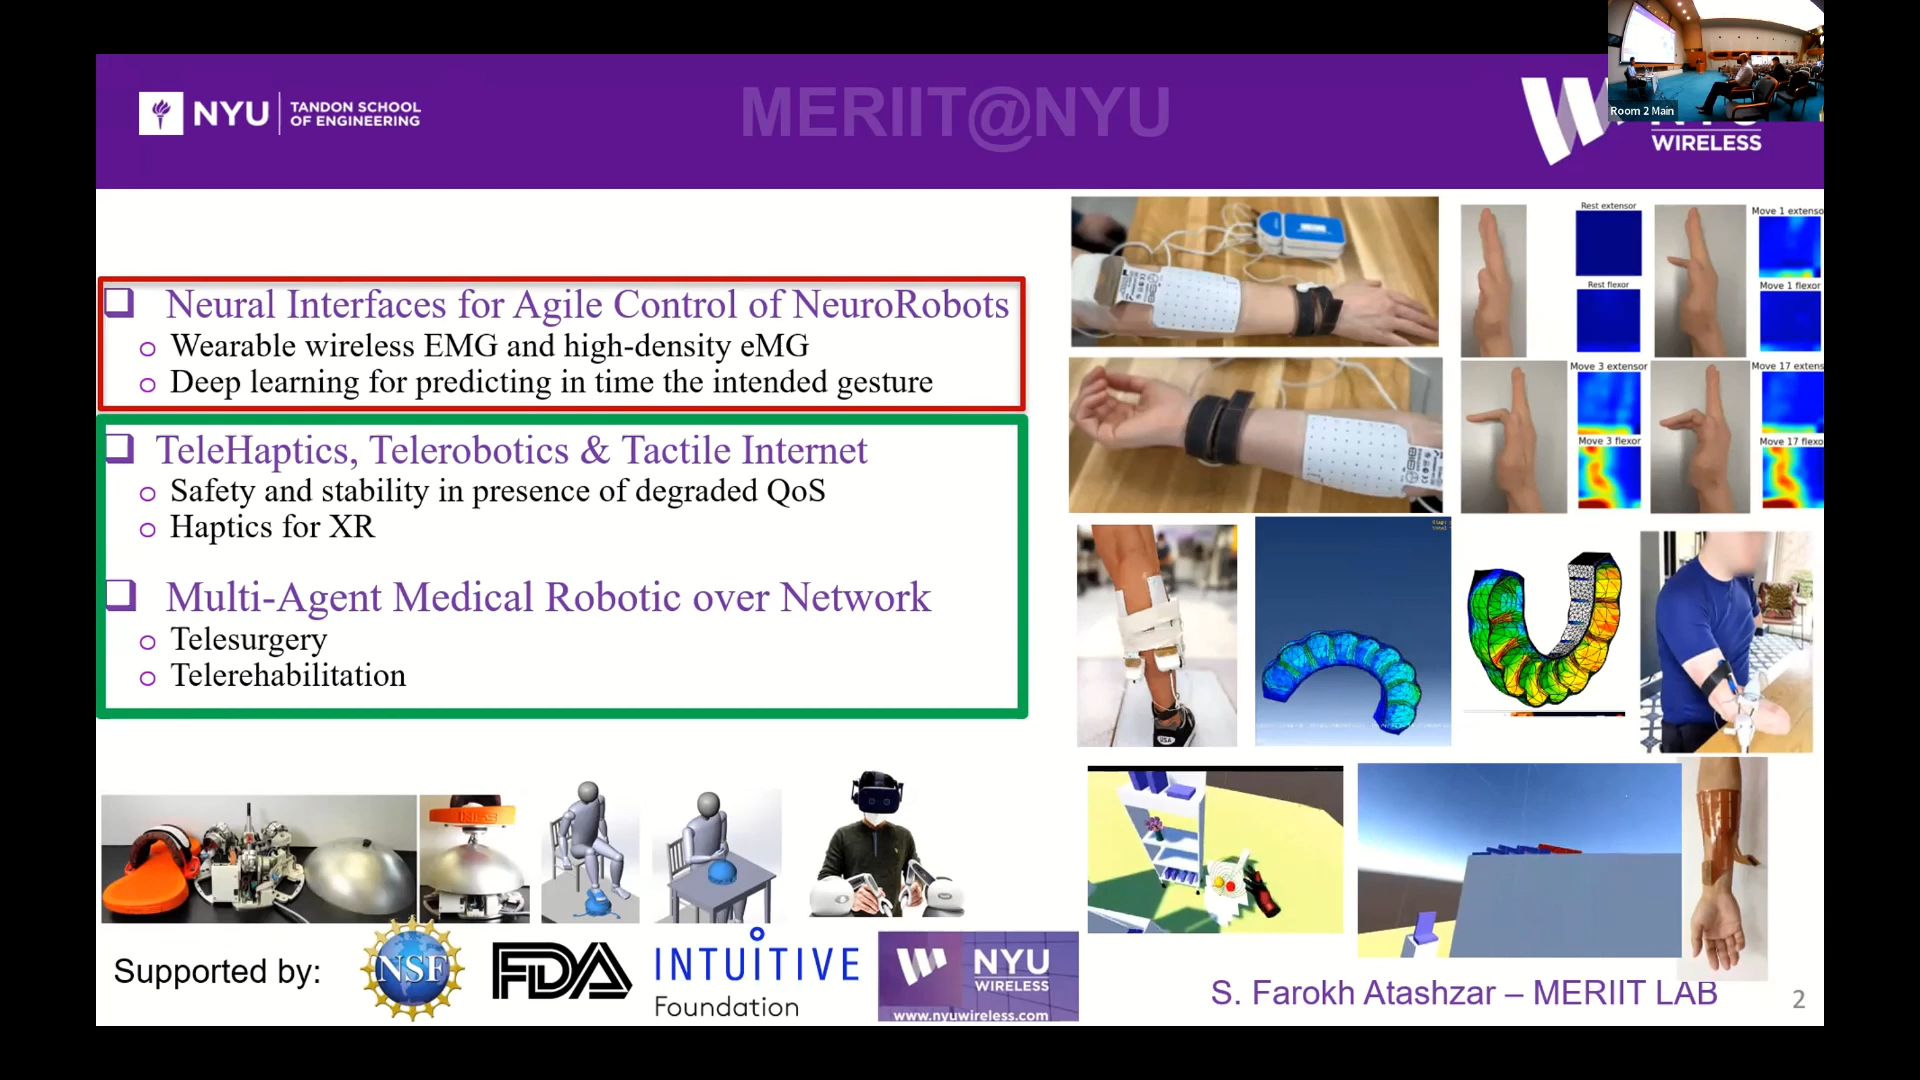 NYU
TANDON SCHOOL
OF ENGINEERING
MERIIT@NYU
WIRELESS
Room 2 Main
❑ Neural Interfaces for Agile Control of NeuroRobots
o Wearable wireless EMG and high-density eMG
o Deep learning for predicting in time the intended gesture
❑ TeleHaptics, Telerobotics & Tactile Internet
o Safety and stability in presence of degraded QoS
o Haptics for XR
❑ Multi-Agent Medical Robotic over Network
o Telesurgery
o Telerehabilitation
Rest extensor
Move 1 extenso
Rest flexor
Move 1 flexor
Move 3 extensor
Move 17 extens
Move 3 flexor
Move 17 flexo
Supported by:
NSF
FDA
INTUITIVE
Foundation
NYU
WIRELESS
www.nyuwireless.com
S. Farokh Atashzar – MERIIT LAB
2